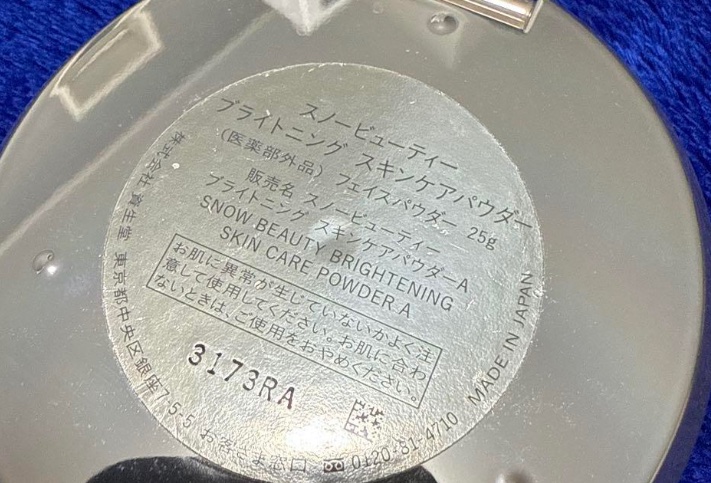 スノービューティー
ブライトニング スキンケアパウダー
(医薬部外品) フェイスパウダー 25g
販売名 スノービューティー
ブライトニング スキンケアパウダーA
SNOW BEAUTY BRIGHTENING
SKIN CARE POWDER A
お肌に異常が生じていないかよく注
意して使用してください。お肌に合わ
ないときは、ご使用をおやめください。
3173RA
株式会社 資生堂 東京都中央区銀座7-5-5 お客さま窓口 0120-81-4710 MADE IN JAPAN